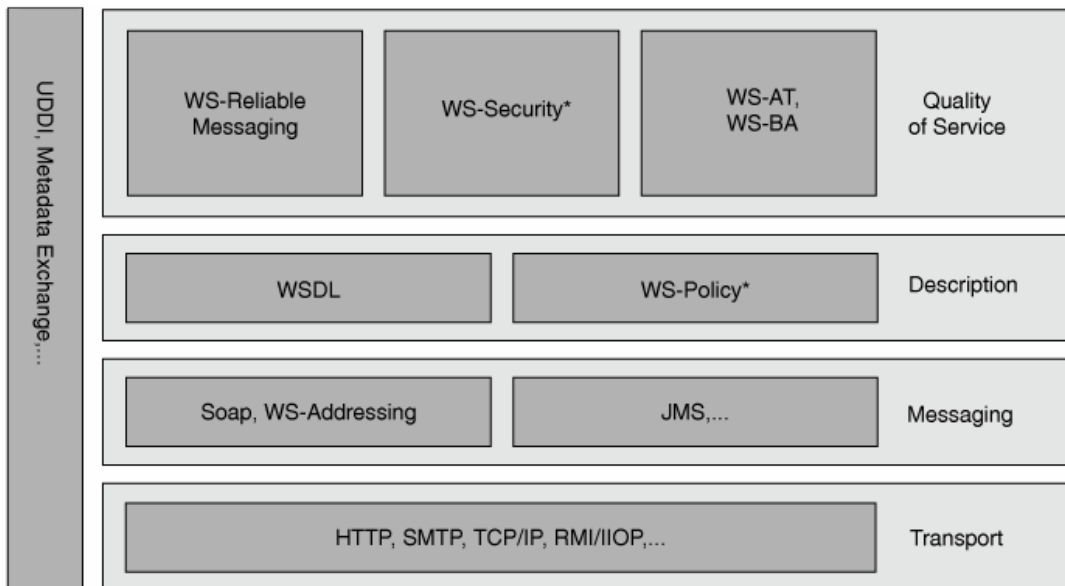 UDDI, Metadata Exchange,...
WS-Reliable
Messaging
WS-Security*
WS-AT,
WS-BA
Quality
of Service
WSDL
WS-Policy*
Description
Soap, WS-Addressing
JMS,...
Messaging
HTTP, SMTP, TCP/IP, RMI/IIOP,...
Transport